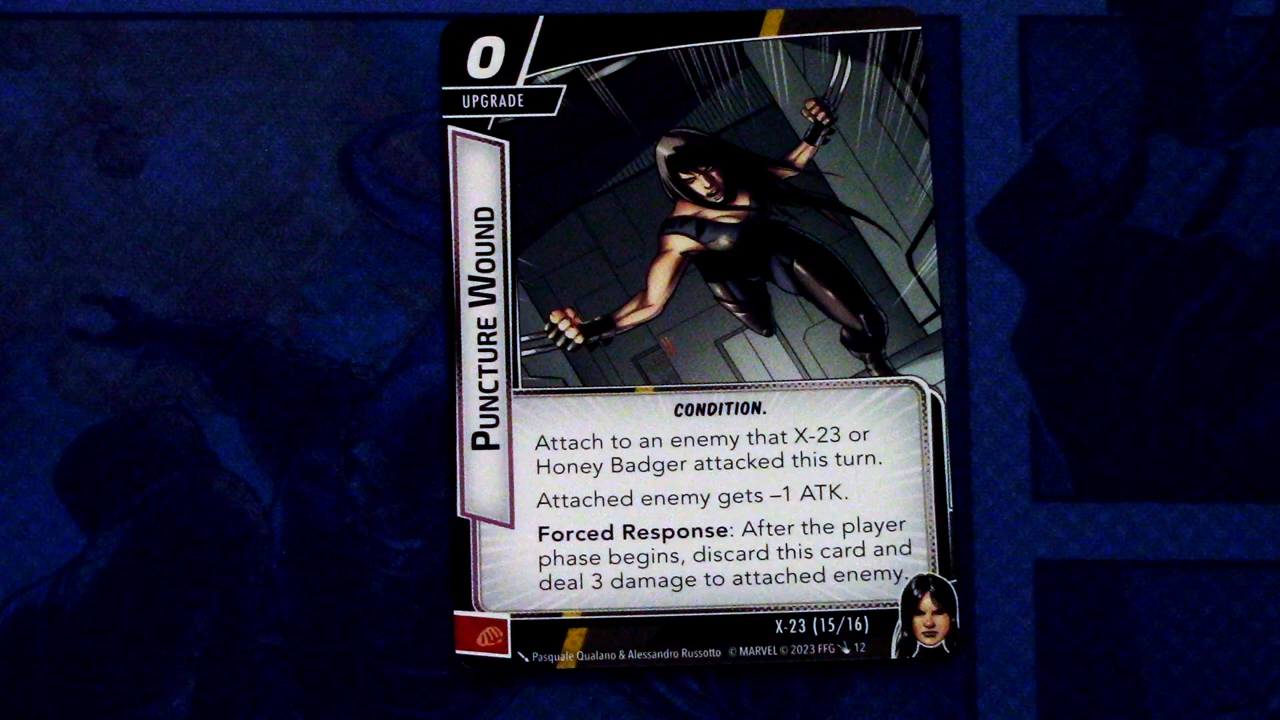 0
UPGRADE
PUNCTURE WOUND
CONDITION.
Attach to an enemy that X-23 or
Honey Badger attacked this turn.
Attached enemy gets –1 ATK.
Forced Response: After the player
phase begins, discard this card and
deal 3 damage to attached enemy.
X-23 (15/16)
Pasquale Qualano & Alessandro Russotto © MARVEL © 2023 FFG 12